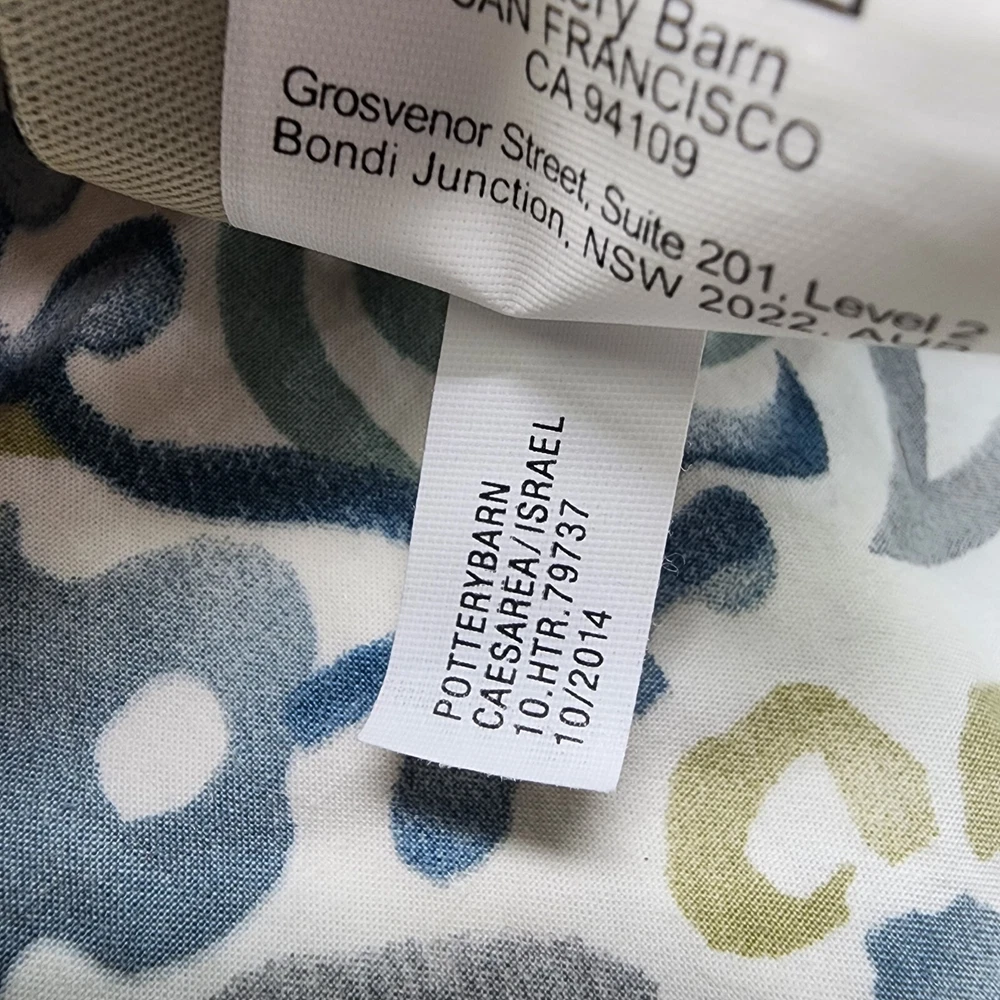 Barn
SAN FRANCISCO
CA 94109
Grosvenor Street, Suite 201, Level 2
Bondi Junction, NSW 2022,
POTTERYBARN
CAESAREA/ISRAEL
10.HTR.79737
10/2014